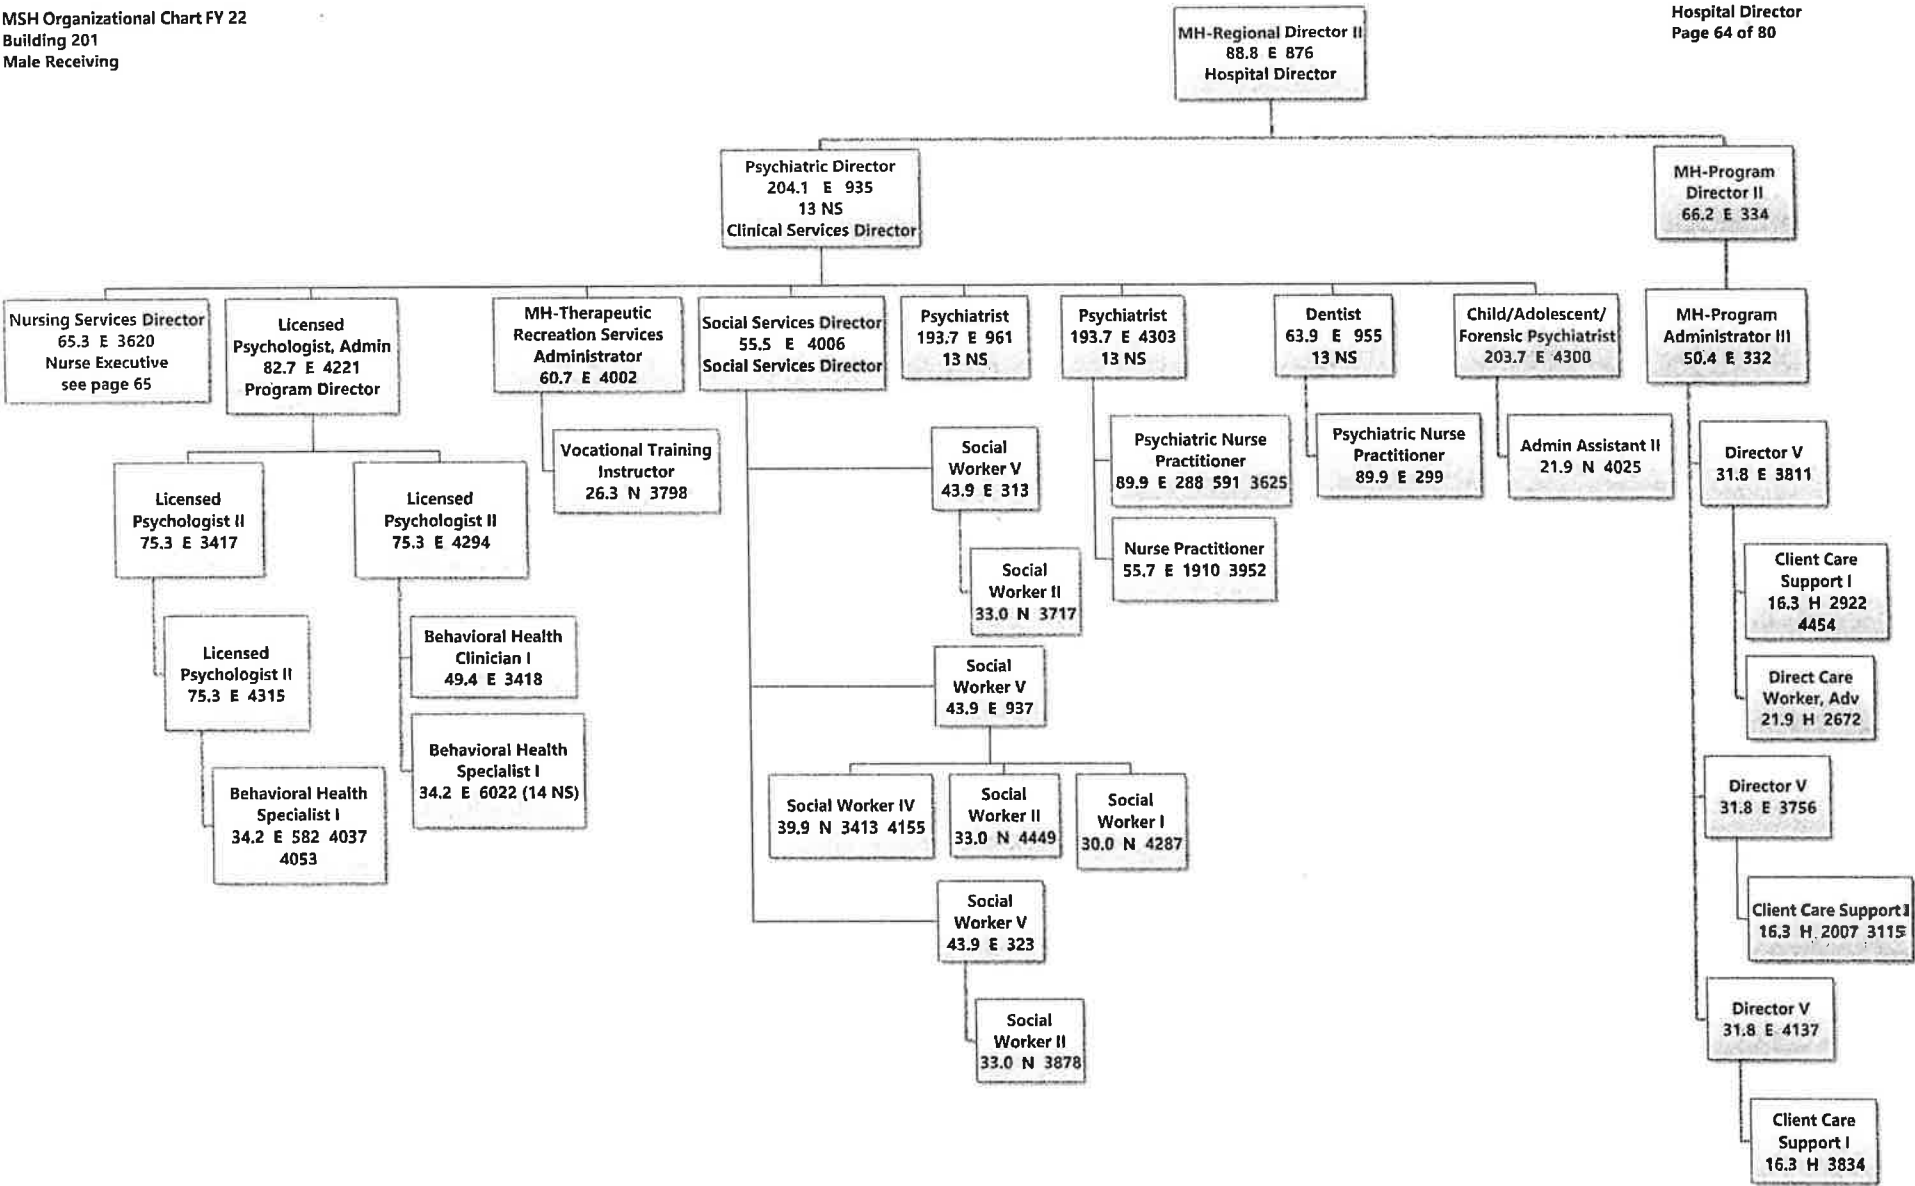 MSH Organizational Chart FY 22
Building 201
Male Receiving
Hospital Director
Page 64 of 80
MH-Regional Director II
88.8 E 876
Hospital Director
Psychiatric Director
204.1 E 935
13 NS
Clinical Services Director
MH-Program
Director II
66.2 E 334
Nursing Services Director
65.3 E 3620
Nurse Executive
see page 65
Licensed
Psychologist, Admin
82.7 E 4221
Program Director
MH-Therapeutic
Recreation Services
Administrator
60.7 E 4002
Social Services Director
55.5 E 4006
Social Services Director
Psychiatrist
193.7 E 961
13 NS
Psychiatrist
193.7 E 4303
13 NS
Dentist
63.9 E 955
13 NS
Child/Adolescent/
Forensic Psychiatrist
203.7 E 4300
MH-Program
Administrator III
50.4 E 332
Licensed
Psychologist II
75.3 E 3417
Licensed
Psychologist II
75.3 E 4294
Vocational Training
Instructor
26.3 N 3798
Social
Worker V
43.9 E 313
Psychiatric Nurse
Practitioner
89.9 E 288 591 3625
Psychiatric Nurse
Practitioner
89.9 E 299
Admin Assistant II
21.9 N 4025
Director V
31.8 E 3811
Nurse Practitioner
55.7 E 1910 3952
Social
Worker II
33.0 N 3717
Client Care
Support I
16.3 H 2922
4454
Licensed
Psychologist II
75.3 E 4315
Behavioral Health
Clinician I
49.4 E 3418
Social
Worker V
43.9 E 937
Direct Care
Worker, Adv
21.9 H 2672
Behavioral Health
Specialist I
34.2 E 6022 (14 NS)
Behavioral Health
Specialist I
34.2 E 582 4037
4053
Social Worker IV
39.9 N 3413 4155
Social
Worker II
33.0 N 4449
Social
Worker I
30.0 N 4287
Director V
31.8 E 3756
Social
Worker V
43.9 E 323
Client Care Support I
16.3 H 2007 3115
Social
Worker II
33.0 N 3878
Director V
31.8 E 4137
Client Care
Support I
16.3 H 3834